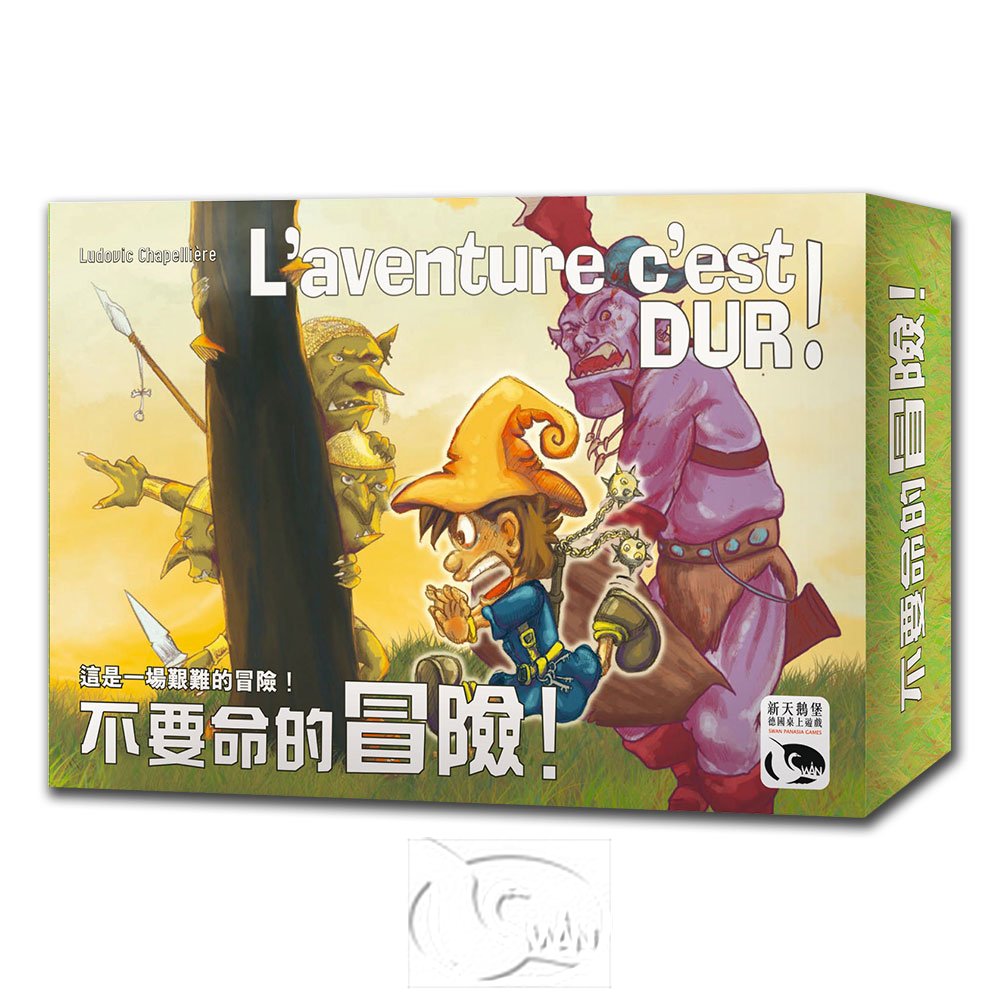 Ludovic Chapellière
L'aventure c'est
DUR!
這是一場艱難的冒險！
不要命的冒險！
新天鵝堡
德國桌上遊戲
SWAN PANASIA GAMES
SWAN
不要命的冒險！
SWAN